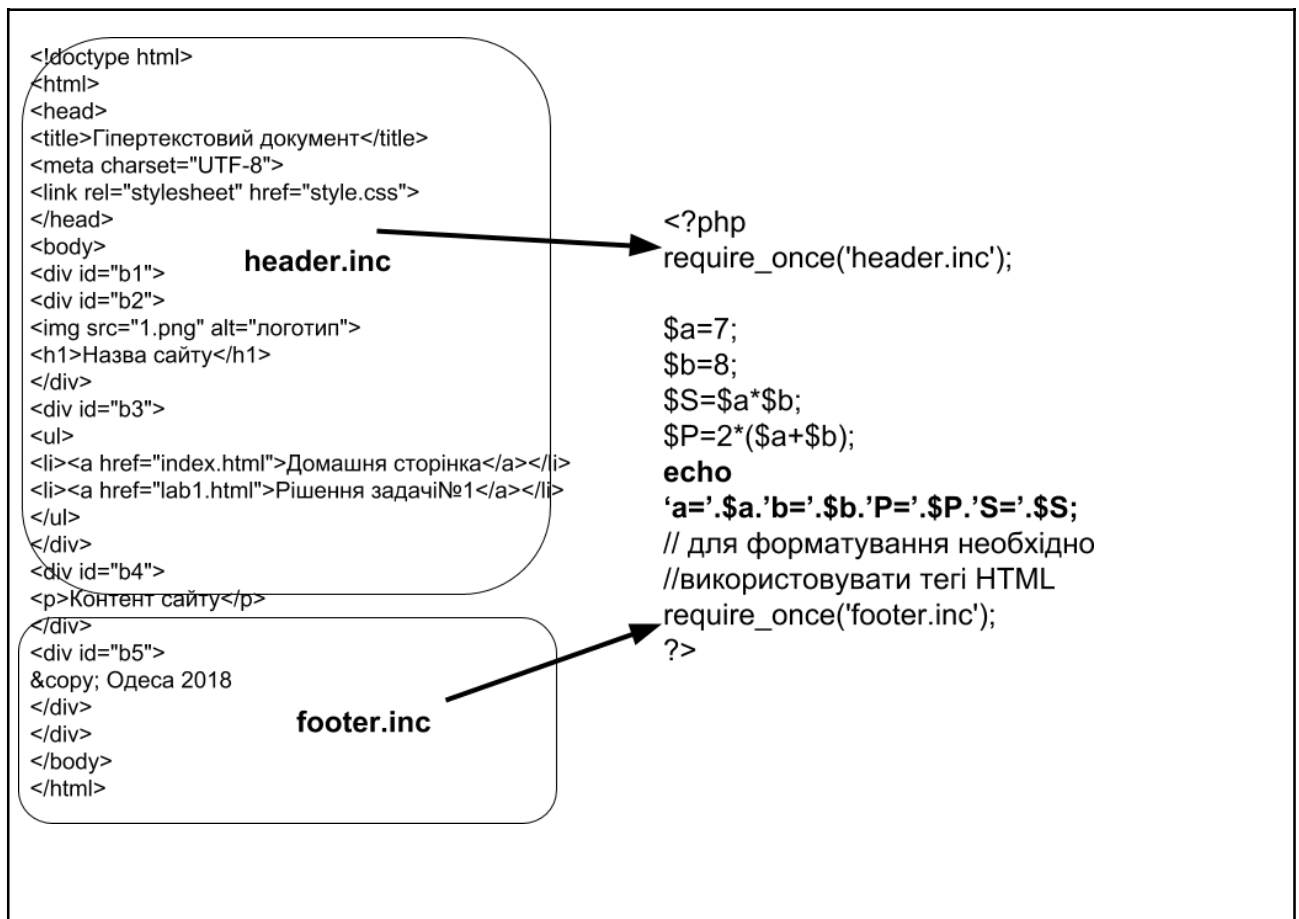 <!doctype html>
<html>
<head>
<title>Гіпертекстовий документ</title>
<meta charset="UTF-8">
<link rel="stylesheet" href="style.css">
</head>
<body>
<div id="b1">
<div id="b2">
<img src="1.png" alt="логотип">
<h1>Назва сайту</h1>
</div>
<div id="b3">
<ul>
<li><a href="index.html">Домашня сторінка</a></li>
<li><a href="lab1.html">Рішення задачі№1</a></li>
</ul>
</div>
<div id="b4">
<p>Контент сайту</p>
</div>
<div id="b5">
&copy; Одеса 2018
</div>
</div>
</body>
</html>
header.inc
footer.inc
<?php
require_once('header.inc');
$a=7;
$b=8;
$S=$a*$b;
$P=2*($a+$b);
echo
‘a=’.$a.’b=’.$b.’P=’.$P.’S=’.$S;
// для форматування необхідно
//використовувати тегі HTML
require_once('footer.inc');
?>